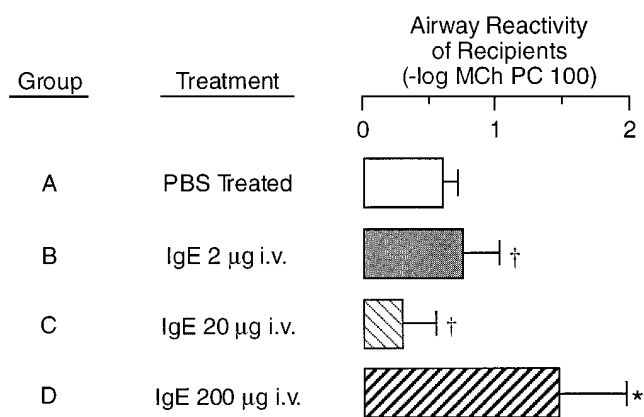 Airway Reactivity
of Recipients
(-log MCh PC 100)
Group Treatment
0 1 2
A PBS Treated
B IgE 2 µg i.v. †
C IgE 20 µg i.v. †
D IgE 200 µg i.v. *